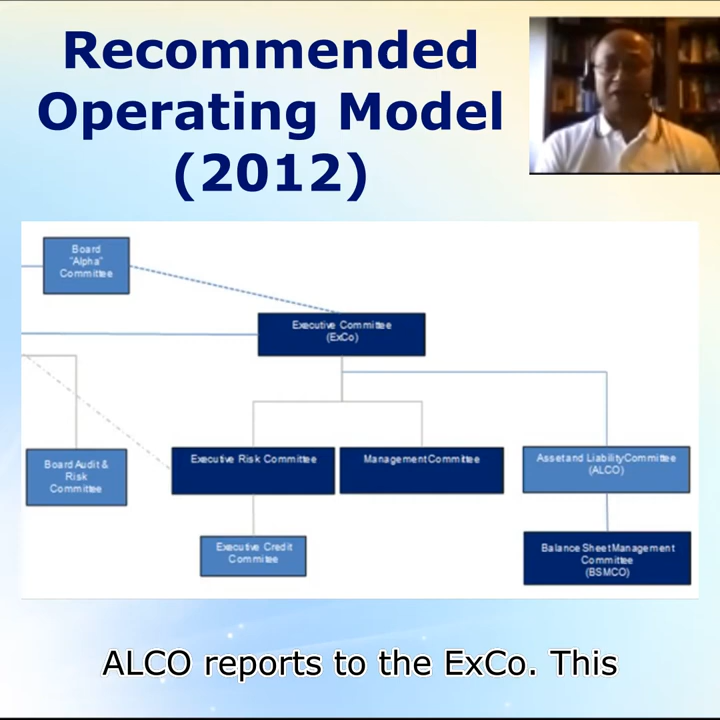 Recommended
Operating Model
(2012)
Board
"Alpha"
Committee
Executive Committee
(ExCo)
Board Audit &
Risk
Committee
Executive Risk Committee
Management Committee
Asset and Liability Committee
(ALCO)
Executive Credit
Committee
Balance Sheet Management
Committee
(BSMCO)
ALCO reports to the ExCo. This